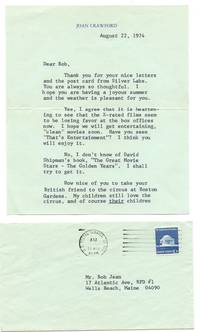 JOAN CRAWFORD
August 22, 1974
Dear Bob,
Thank you for your nice letters
and the post card from Silver Lake.
You are always so thoughtful. I
hope you are having a joyous summer
and the weather is pleasant for you.
Yes, I agree that it is hearten-
ing to see that the X-rated films seem
to be losing favor at the box offices
now. I hope we will get entertaining,
"clean" movies soon. Have you seen
"That's Entertainment"? I think you
will enjoy it.
No, I don't know of David
Shipman's book, "The Great Movie
Stars - The Golden Years". I shall
try to get it.
How nice of you to take your
British friend to the circus at Boston
Gardens. My children still love the
circus, and of course their children
Mr. Bob Jean
17 Atlantic Ave., RFD #1
Wells Beach, Maine 04090